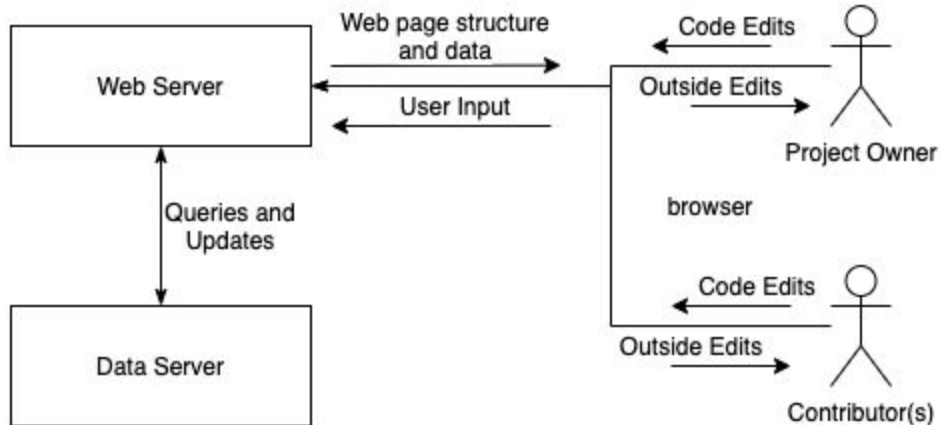 Web page structure
and data
Code Edits
Web Server
Outside Edits
User Input
Project Owner
Queries and
Updates
browser
Code Edits
Outside Edits
Data Server
Contributor(s)